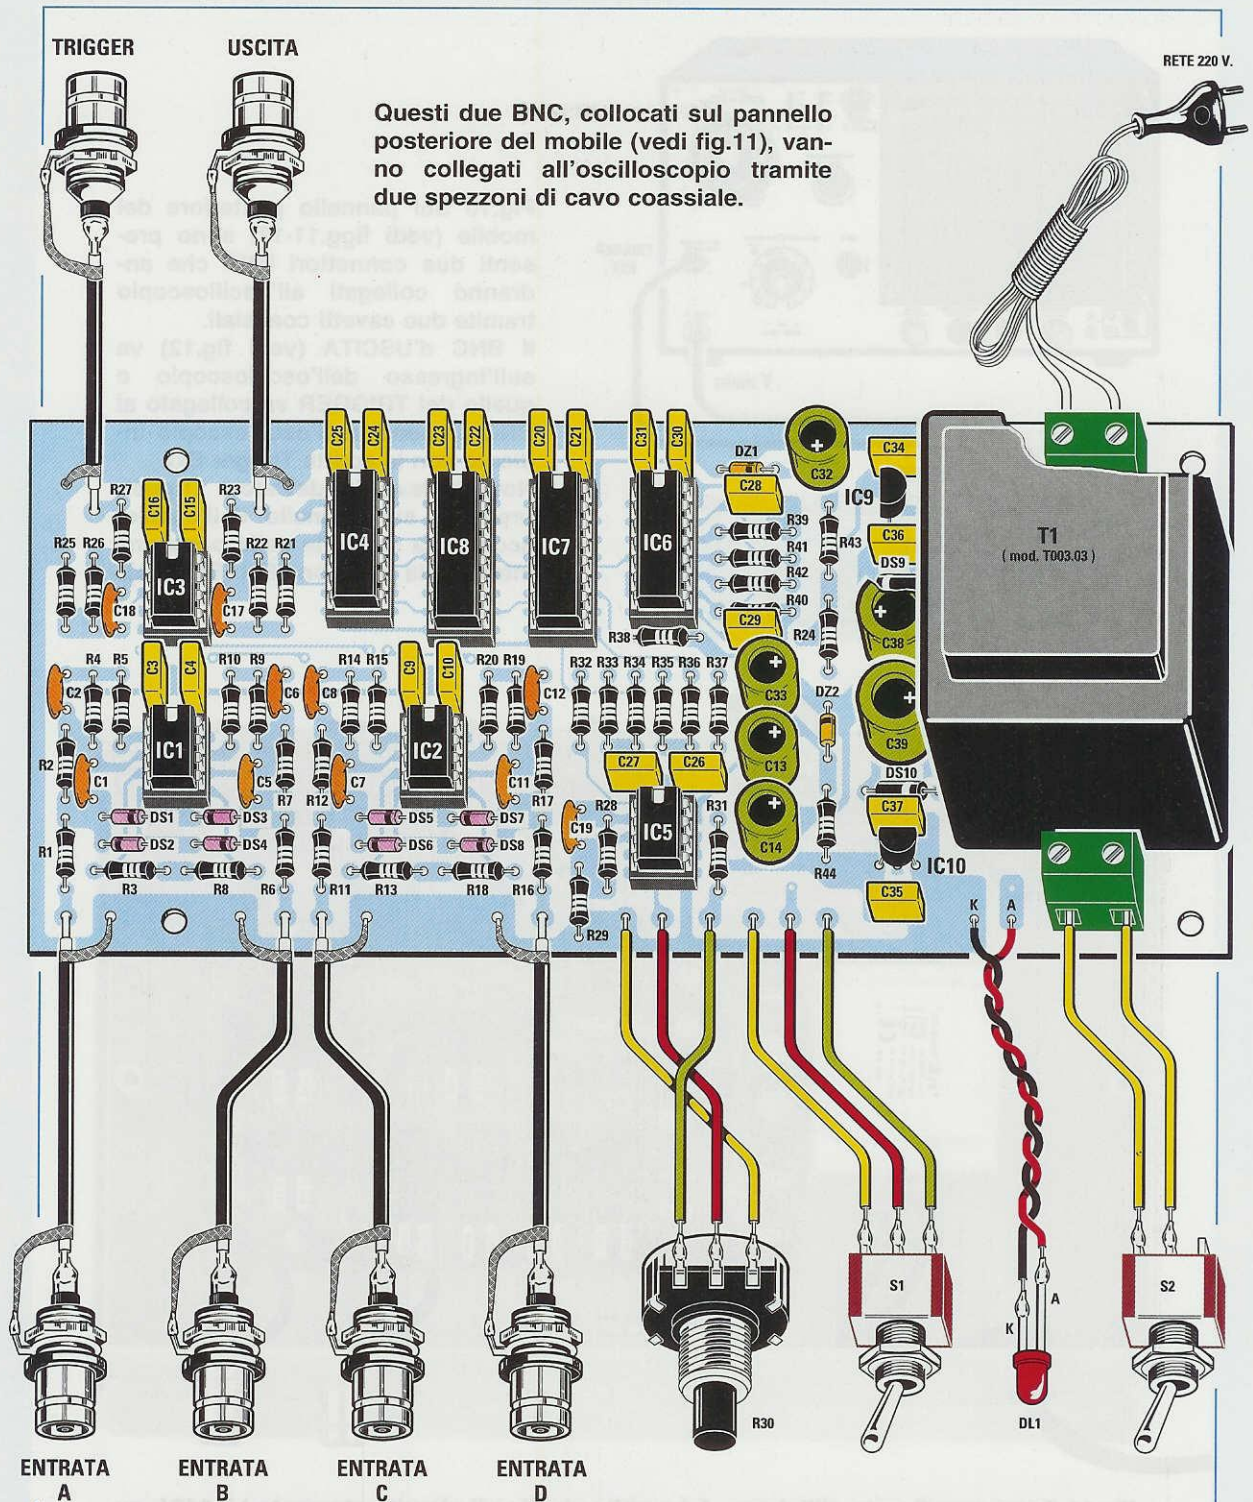 TRIGGER USCITA
RETE 220 V.
Questi due BNC, collocati sul pannello
posteriore del mobile (vedi fig.11), van-
no collegati all'oscilloscopio tramite
due spezzoni di cavo coassiale.
C25 C24 C23 C22 C20 C21 C31 C30
DZ1 C32 C34
C28 IC9
R27 C16 C15 R23
R39 R43 C36
R25 R26 R22 R21
IC4 IC8 IC7 IC6
R41 DS9
T1
( mod. T003.03 )
IC3 R42
C18 C17 R40
C29 R24 C38
R38
R4 R5 C3 C4 R10 R9 R14 R15 C9 C10 R20 R19 R32 R33 R34 R35 R36 R37
C2 C6 C8 C12 C33
DZ2
IC1 IC2 C39
R2 C1 C5 C7 C11 C27 C26 C13
DS10
R7 R12 R17 R28 R31 C37
DS1 DS3 DS5 DS7 C19 IC5
DS2 DS4 DS6 DS8 C14
R1 IC10
R3 R8 R6 R11 R13 R18 R16 R44
C35
K A
R29
S1 S2
A
K
R30 DL1
ENTRATA ENTRATA ENTRATA ENTRATA
A B C D